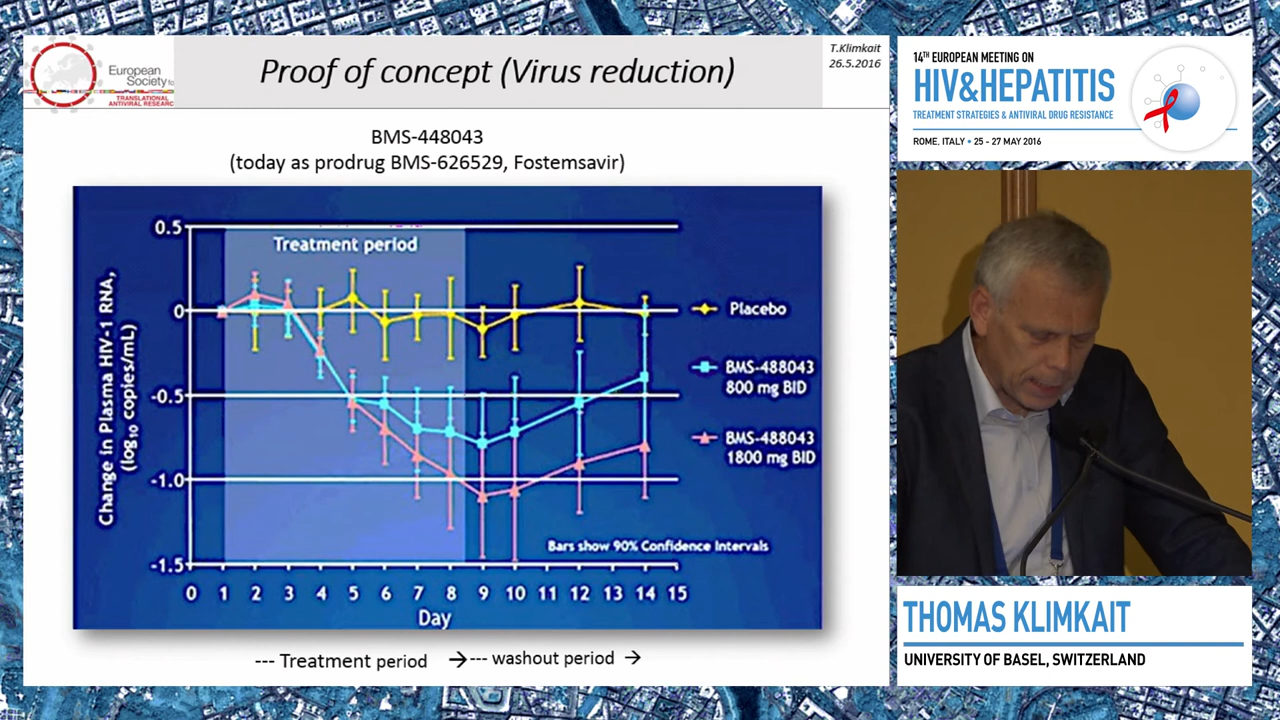 European
Society fo
TRANSLATIONAL
ANTIVIRAL RESEARC
Proof of concept (Virus reduction)
T.Klimkait
26.5.2016
BMS-448043
(today as prodrug BMS-626529, Fostemsavir)
0.5
0
-0.5
-1.0
-1.5
Change in Plasma HIV-1 RNA,
(log10 copies/mL)
Treatment period
Placebo
BMS-488043
800 mg BID
BMS-488043
1800 mg BID
Bars show 90% Confidence Intervals
0 1 2 3 4 5 6 7 8 9 10 11 12 13 14 15
Day
--- Treatment period → --- washout period →
14TH EUROPEAN MEETING ON
HIV&HEPATITIS
TREATMENT STRATEGIES & ANTIVIRAL DRUG RESISTANCE
ROME, ITALY • 25 - 27 MAY 2016
THOMAS KLIMKAIT
UNIVERSITY OF BASEL, SWITZERLAND